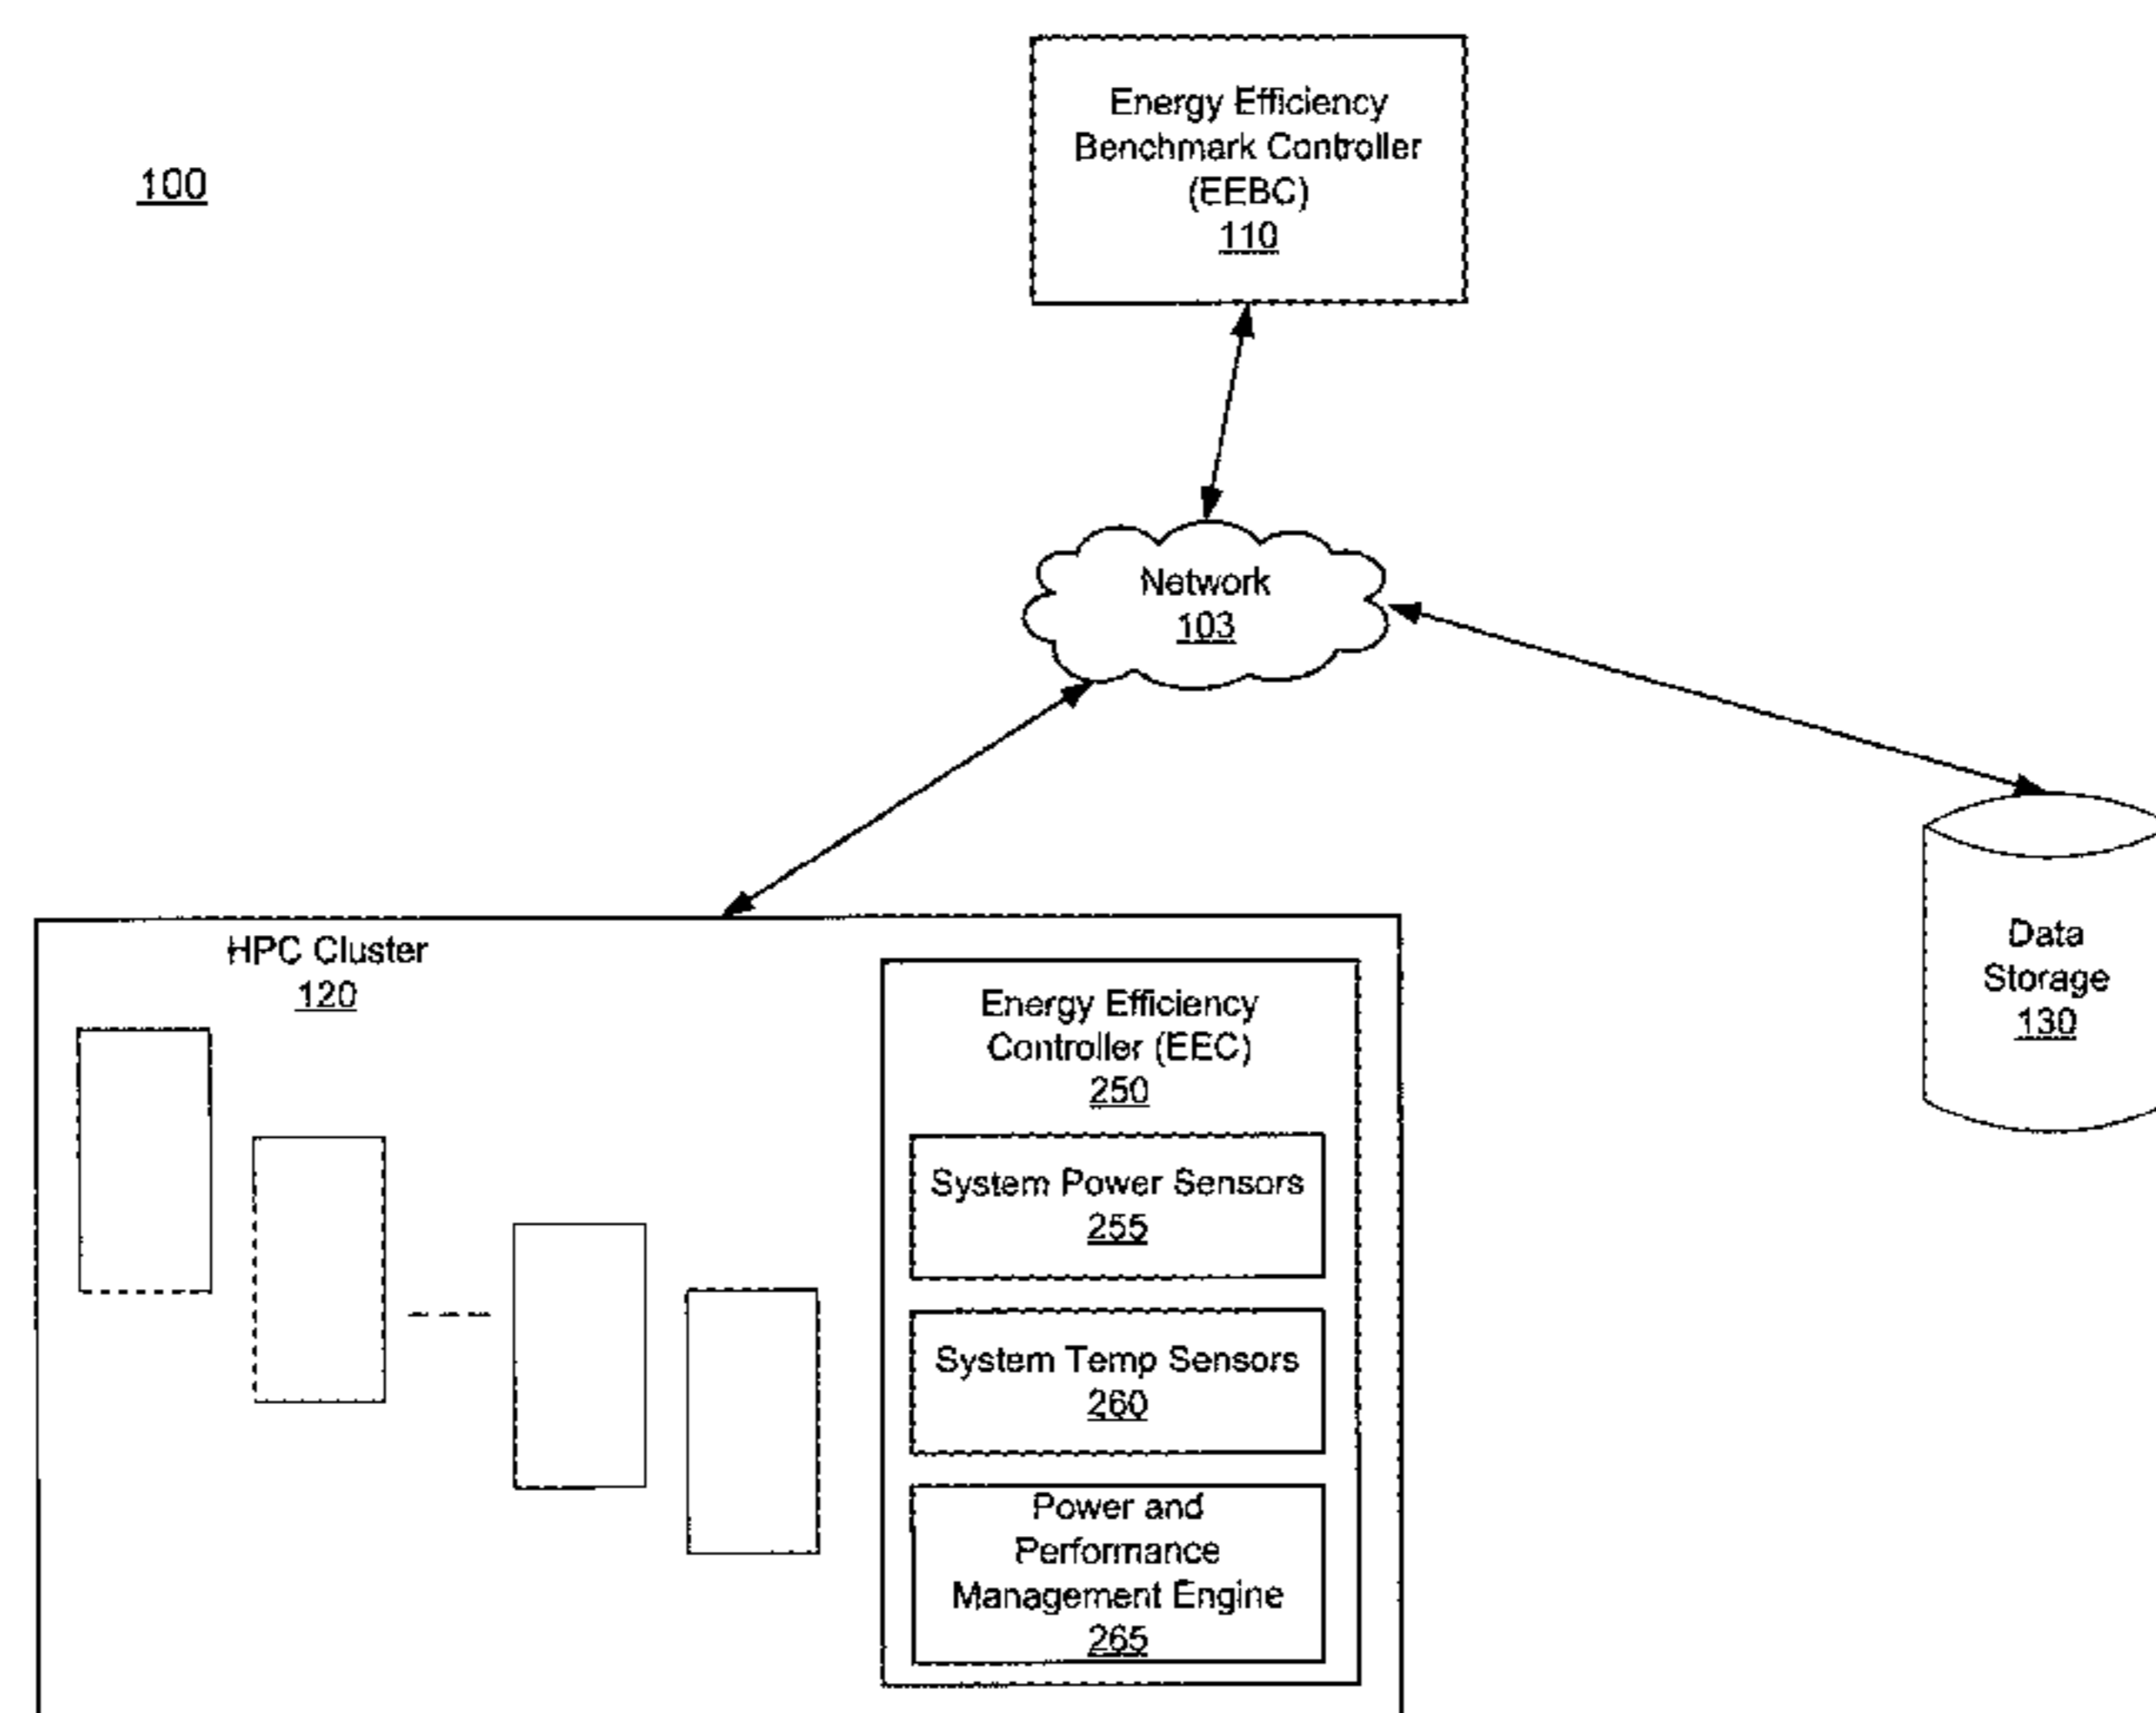 100
Energy Efficiency
Benchmark Controller
(EEBC)
110
Network
103
HPC Cluster
120
Energy Efficiency
Controller (EEC)
250
System Power Sensors
255
System Temp Sensors
260
Power and
Performance
Management Engine
265
Data
Storage
130